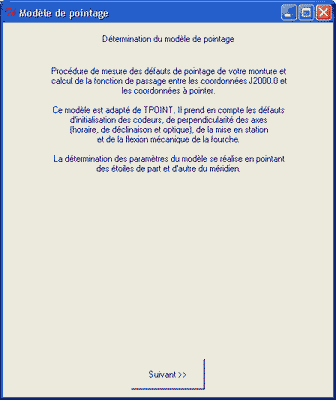 Modèle de pointage
Détermination du modèle de pointage
Procédure de mesure des défauts de pointage de votre monture et
calcul de la fonction de passage entre les coordonnées J2000.0 et
les coordonnées à pointer.
Ce modèle est adapté de TPOINT. Il prend en compte les défauts
d'initialisation des codeurs, de perpendicularité des axes
(horaire, de déclinaison et optique), de la mise en station
et de la flexion mécanique de la fourche.
La détermination des paramètres du modèle se réalise en pointant
des étoiles de part et d'autre du méridien.
Suivant >>